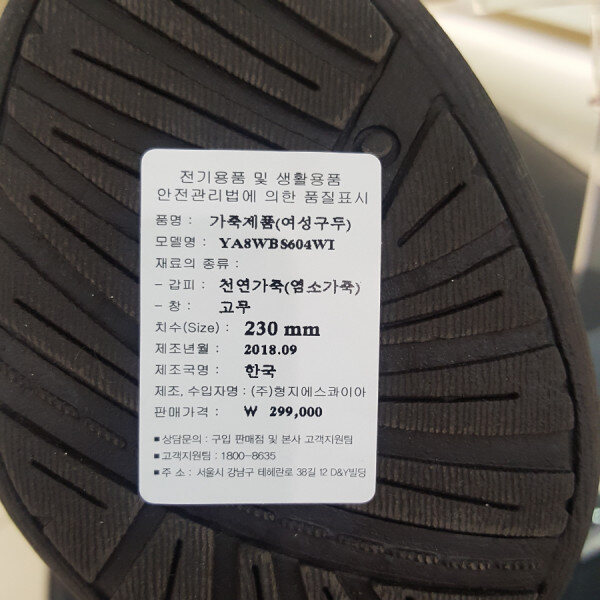 전기용품 및 생활용품
안전관리법에 의한 품질표시
품명 : 가죽제품(여성구두)
모델명 : YA8WBS604WI
재료의 종류 :
- 갑피 : 천연가죽(염소가죽)
- 창 : 고무
치수(Size) : 230 mm
제조년월 : 2018.09
제조국명 : 한국
제조, 수입자명 : (주)형지에스콰이아
판매가격 : ₩ 299,000
■ 상담문의 : 구입 판매점 및 본사 고객지원팀
■ 고객지원팀 : 1800-8635
■ 주 소 : 서울시 강남구 테헤란로 38길 12 D&Y빌딩